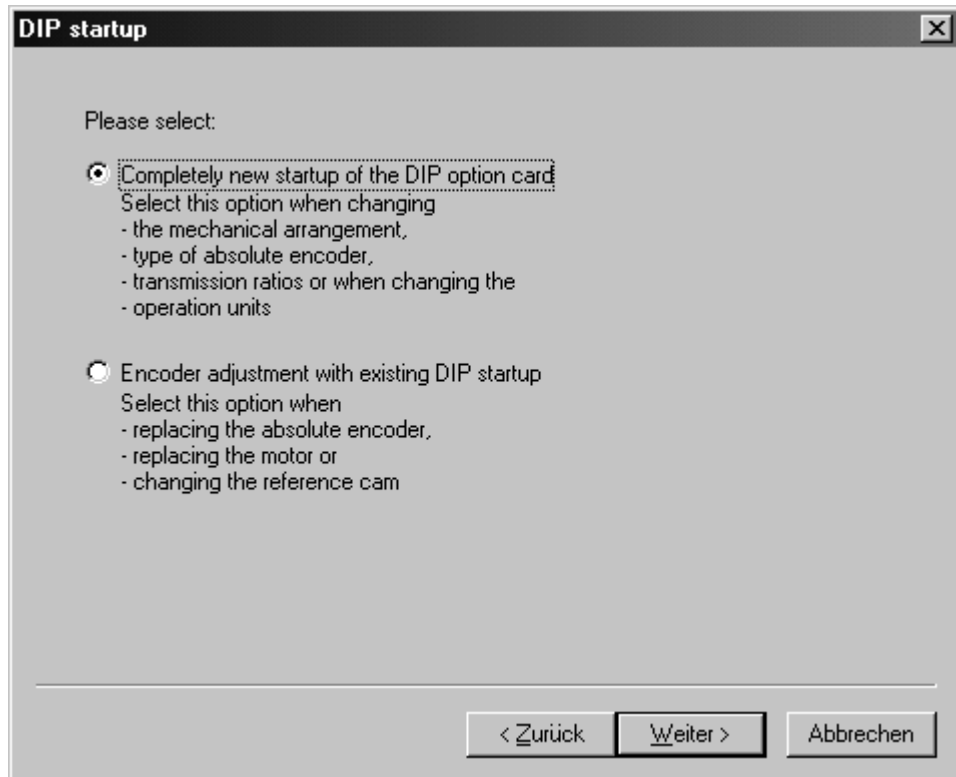 DIP startup
Please select:
Completely new startup of the DIP option card
Select this option when changing
- the mechanical arrangement,
- type of absolute encoder,
- transmission ratios or when changing the
- operation units
Encoder adjustment with existing DIP startup
Select this option when
- replacing the absolute encoder,
- replacing the motor or
- changing the reference cam
< Zurück Weiter > Abbrechen